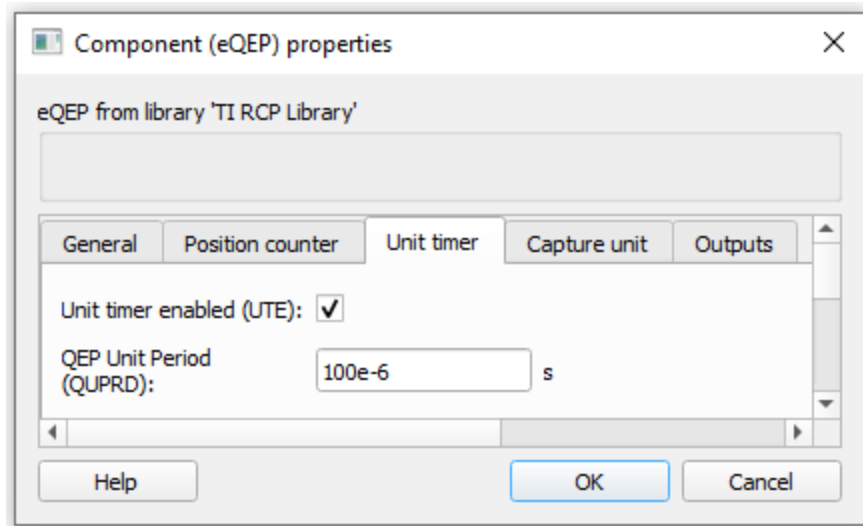 Component (eQEP) properties
eQEP from library 'TI RCP Library'
General Position counter Unit timer Capture unit Outputs
Unit timer enabled (UTE):
QEP Unit Period
(QUPRD):
100e-6 s
Help OK Cancel